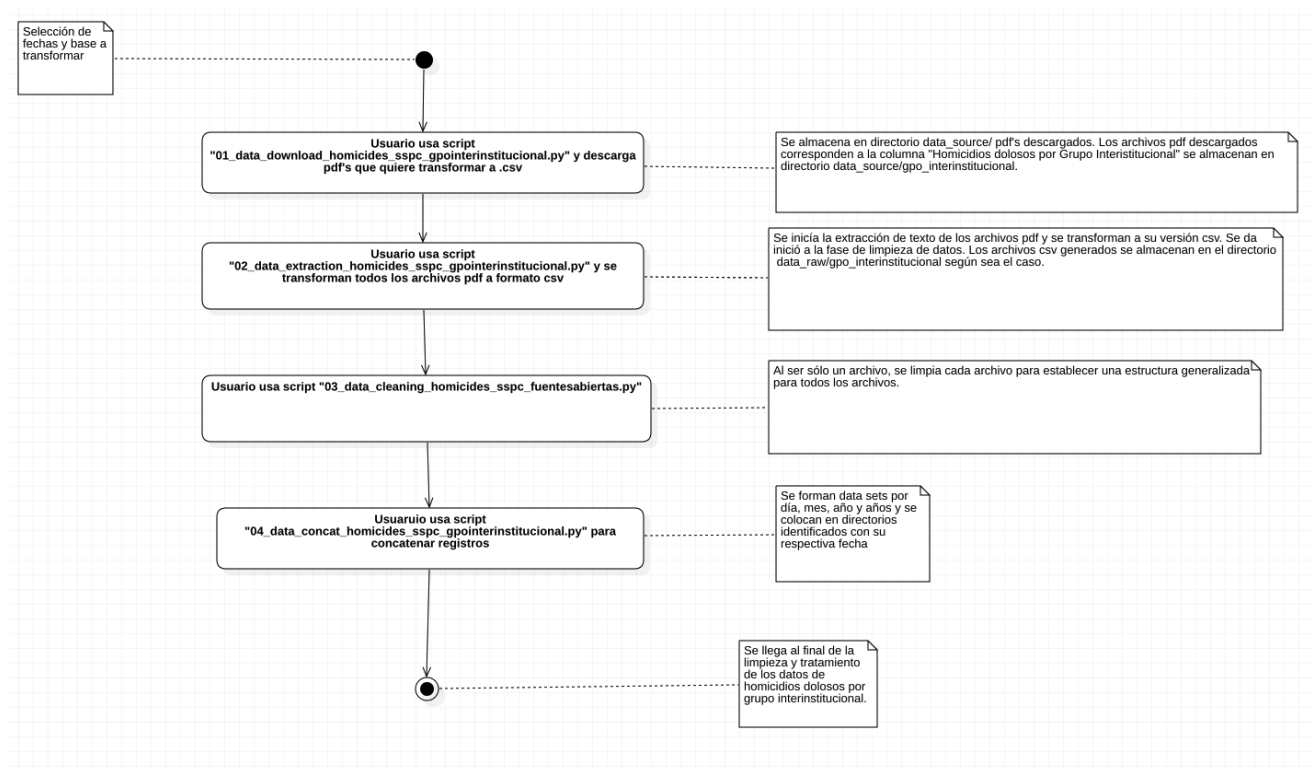 Selección de
fechas y base a
transformar
Usuario usa script
"01_data_download_homicides_sspc_gpointerinstitucional.py" y descarga
pdf's que quiere transformar a .csv
Se almacena en directorio data_source/ pdf's descargados. Los archivos pdf descargados
corresponden a la columna "Homicidios dolosos por Grupo Interistitucional" se almacenan en
directorio data_source/gpo_interinstitucional.
Usuario usa script
"02_data_extraction_homicides_sspc_gpointerinstitucional.py" y se
transforman todos los archivos pdf a formato csv
Se inicía la extracción de texto de los archivos pdf y se transforman a su versión csv. Se da
inició a la fase de limpieza de datos. Los archivos csv generados se almacenan en el directorio
data_raw/gpo_interinstitucional según sea el caso.
Usuario usa script "03_data_cleaning_homicides_sspc_fuentesabiertas.py"
Al ser sólo un archivo, se limpia cada archivo para establecer una estructura generalizada
para todos los archivos.
Usuaruio usa script
"04_data_concat_homicides_sspc_gpointerinstitucional.py" para
concatenar registros
Se forman data sets por
día, mes, año y años y se
colocan en directorios
identificados con su
respectiva fecha
Se llega al final de la
limpieza y tratamiento
de los datos de
homicidios dolosos por
grupo interinstitucional.